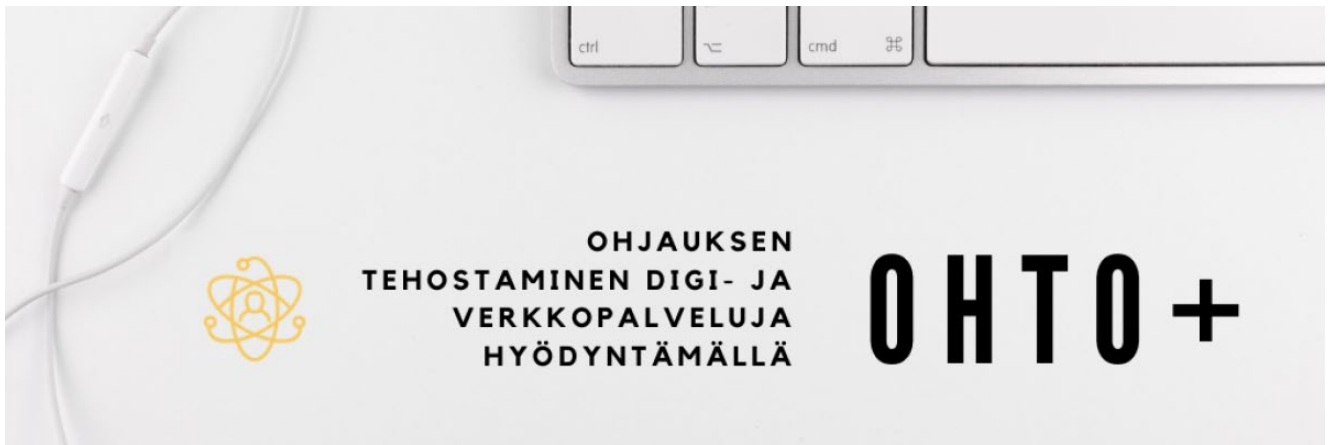 ctrl
⌥
cmd ⌘
OHJAUKSEN
TEHOSTAMINEN DIGI- JA
VERKKOPALVELUJA
HYÖDYNTÄMÄLLÄ
OHTO+